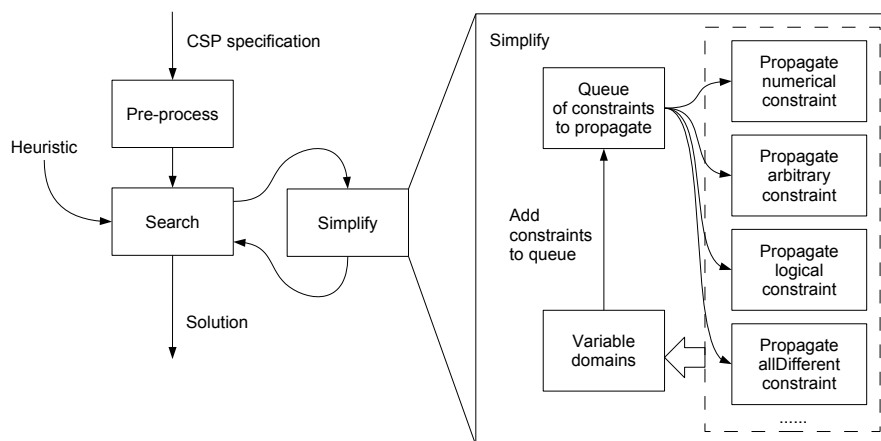 CSP specification
Pre-process
Heuristic
Search
Simplify
Solution
Simplify
Queue
of constraints
to propagate
Add
constraints
to queue
Variable
domains
Propagate
numerical
constraint
Propagate
arbitrary
constraint
Propagate
logical
constraint
Propagate
allDifferent
constraint
......